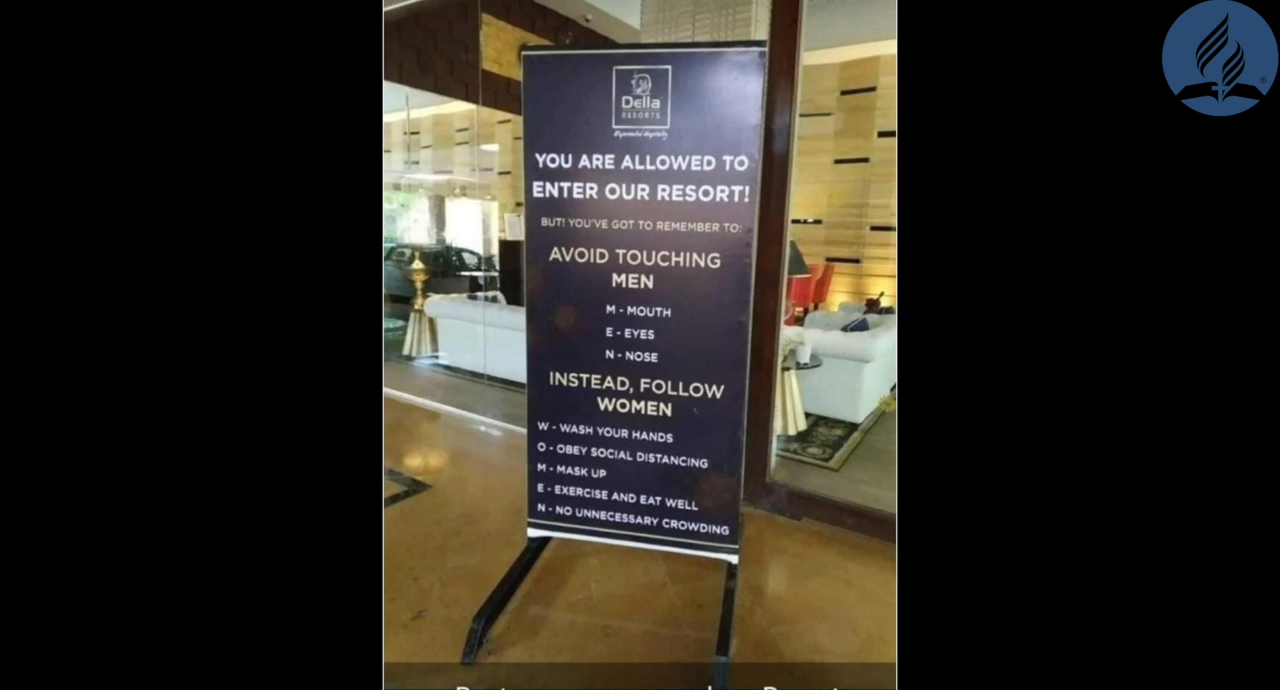 Della
RESORTS
YOU ARE ALLOWED TO
ENTER OUR RESORT!
BUT! YOU'VE GOT TO REMEMBER TO:
AVOID TOUCHING
MEN
M - MOUTH
E - EYES
N - NOSE
INSTEAD, FOLLOW
WOMEN
W - WASH YOUR HANDS
O - OBEY SOCIAL DISTANCING
M - MASK UP
E - EXERCISE AND EAT WELL
N - NO UNNECESSARY CROWDING